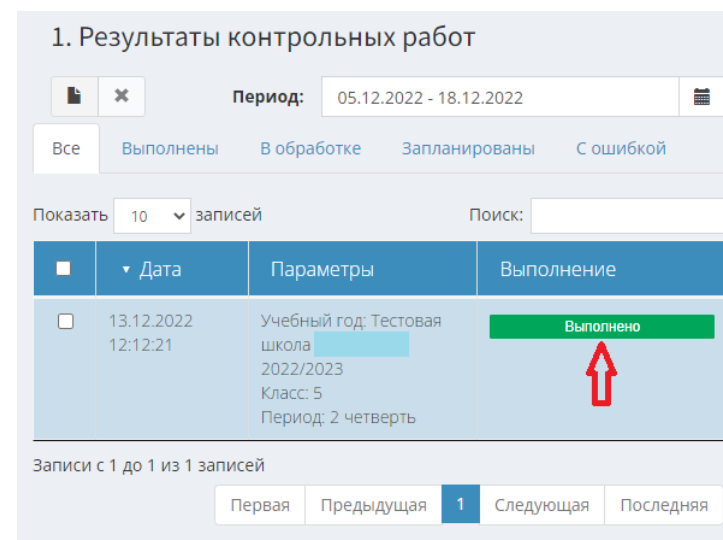 1. Результаты контрольных работ
Период: 05.12.2022 - 18.12.2022
Все Выполнены В обработке Запланированы С ошибкой
Показать 10 записей Поиск:
Дата Параметры Выполнение
13.12.2022 Учебный год: Тестовая Выполнено
12:12:21 школа
2022/2023
Класс: 5
Период: 2 четверть
Записи с 1 до 1 из 1 записей
Первая Предыдущая 1 Следующая Последняя